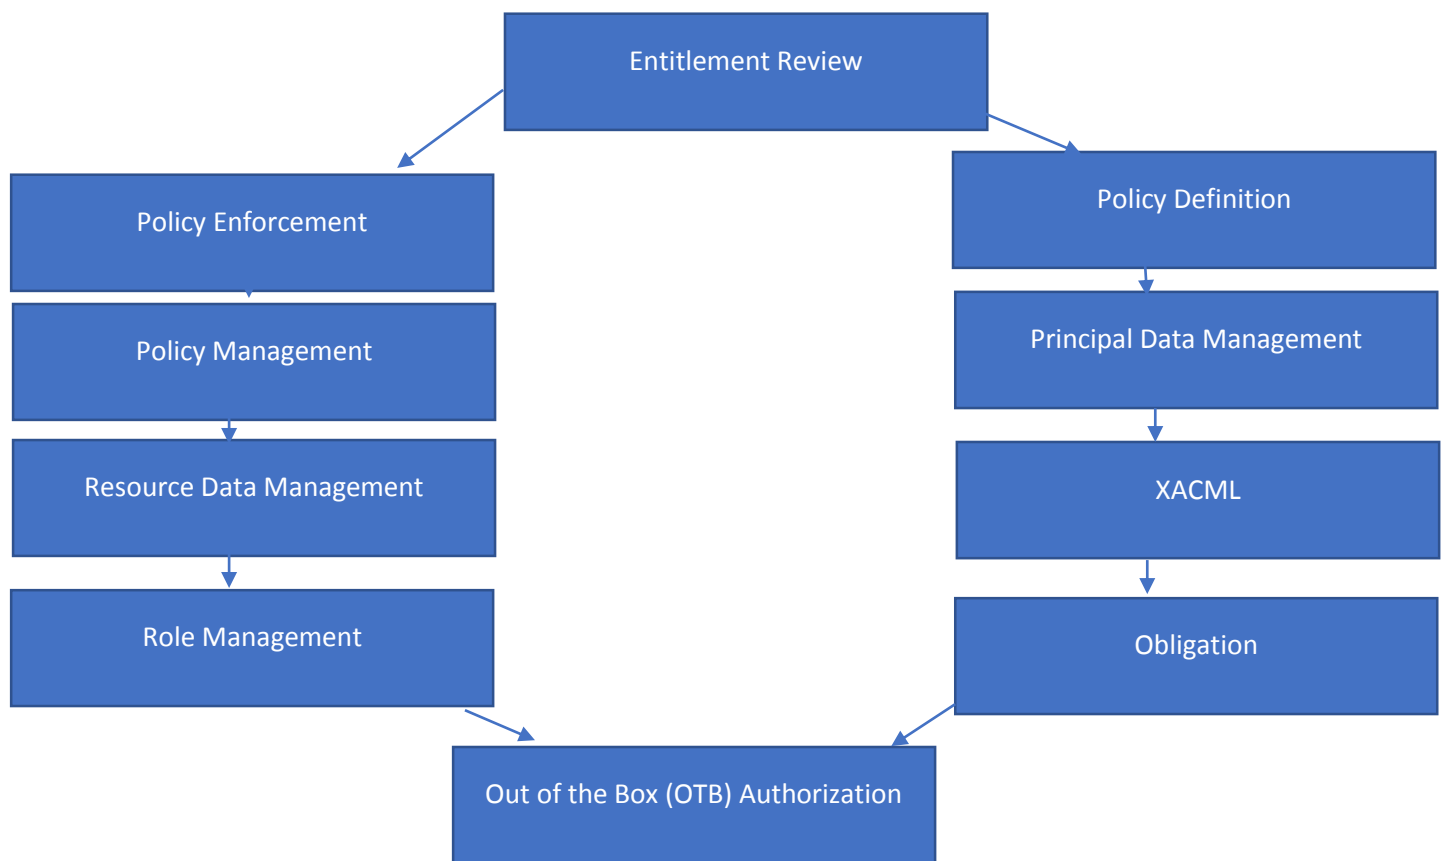 Entitlement Review
Policy Enforcement
Policy Definition
Policy Management
Principal Data Management
Resource Data Management
XACML
Role Management
Obligation
Out of the Box (OTB) Authorization